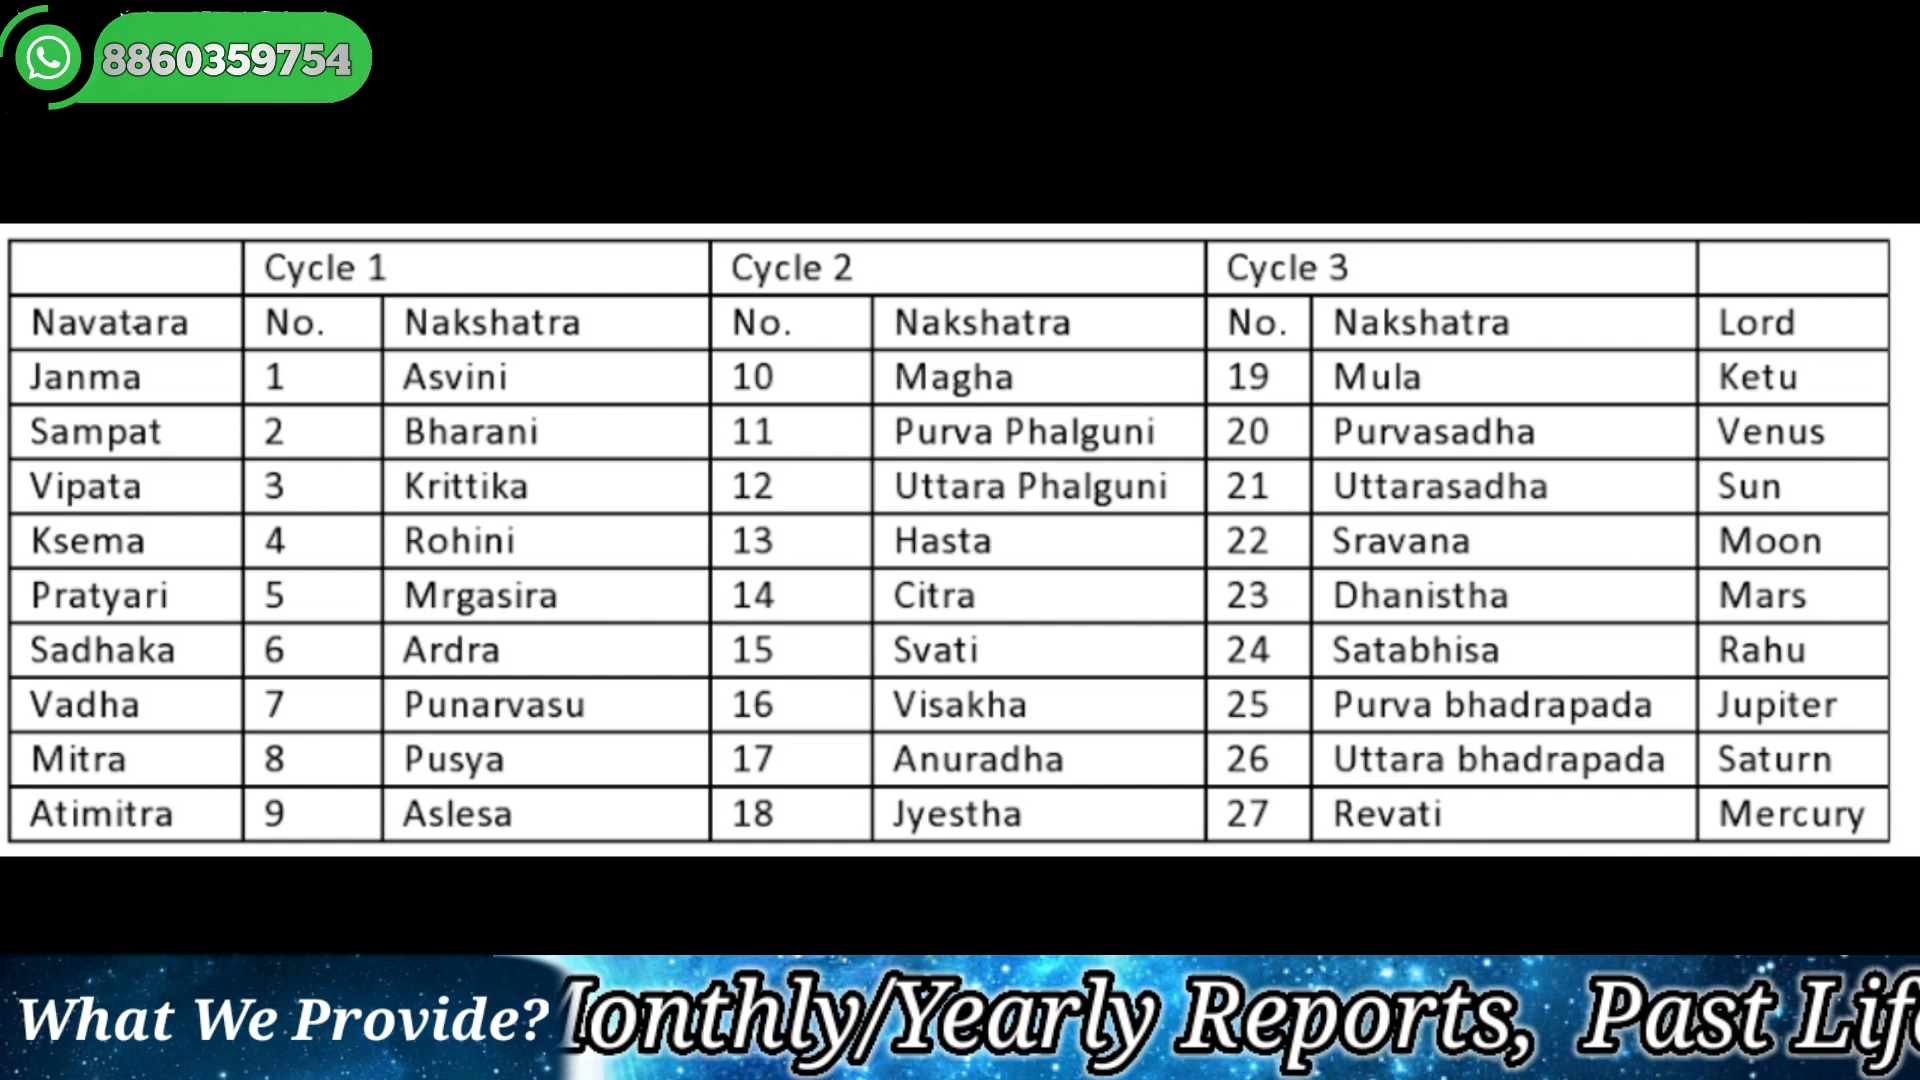 8860359754
Cycle 1 Cycle 2 Cycle 3
Navatara No. Nakshatra No. Nakshatra No. Nakshatra Lord
Janma 1 Asvini 10 Magha 19 Mula Ketu
Sampat 2 Bharani 11 Purva Phalguni 20 Purvasadha Venus
Vipata 3 Krittika 12 Uttara Phalguni 21 Uttarasadha Sun
Ksema 4 Rohini 13 Hasta 22 Sravana Moon
Pratyari 5 Mrgasira 14 Citra 23 Dhanistha Mars
Sadhaka 6 Ardra 15 Svati 24 Satabhisa Rahu
Vadha 7 Punarvasu 16 Visakha 25 Purva bhadrapada Jupiter
Mitra 8 Pusya 17 Anuradha 26 Uttara bhadrapada Saturn
Atimitra 9 Aslesa 18 Jyestha 27 Revati Mercury
What We Provide? onthly/Yearly Reports, Past Life